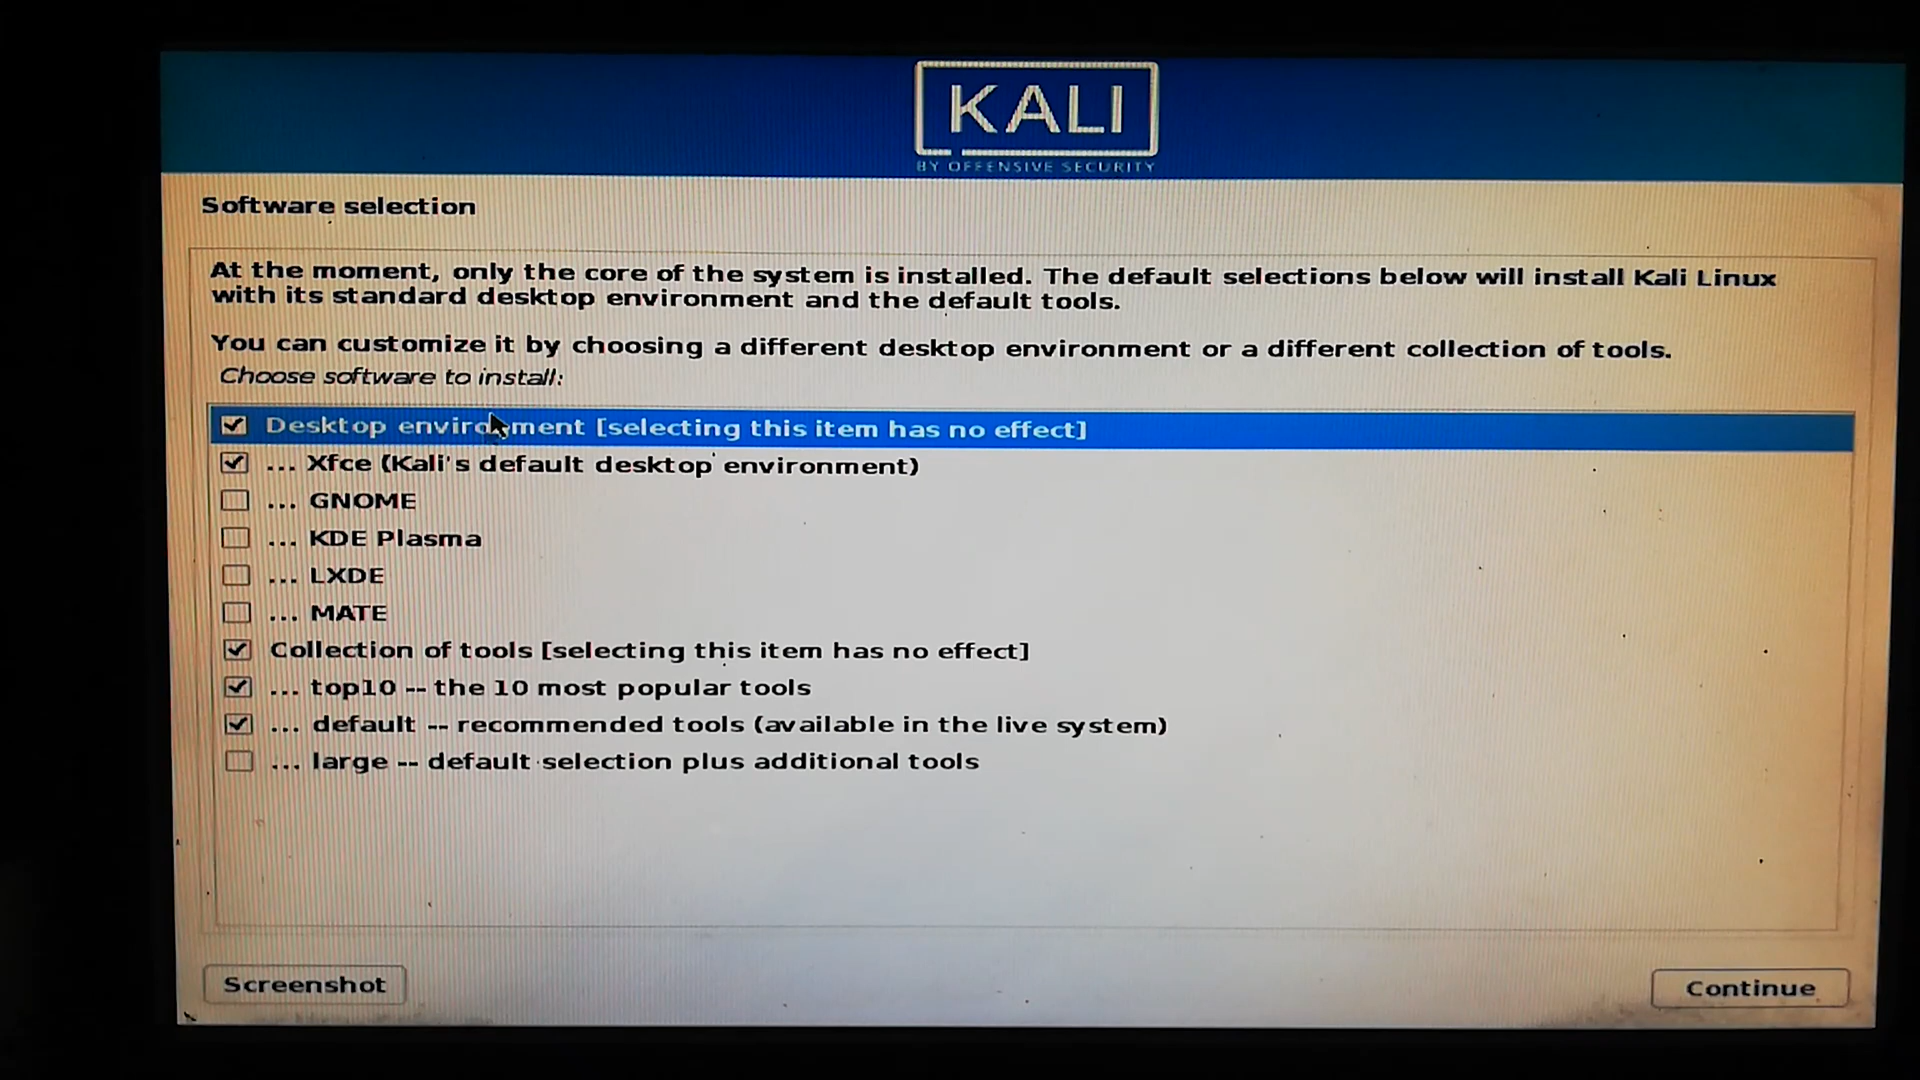 KALI
BY OFFENSIVE SECURITY
Software selection
At the moment, only the core of the system is installed. The default selections below will install Kali Linux
with its standard desktop environment and the default tools.
You can customize it by choosing a different desktop environment or a different collection of tools.
Choose software to install:
Desktop environment [selecting this item has no effect]
... Xfce (Kali's default desktop environment)
... GNOME
... KDE Plasma
... LXDE
... MATE
Collection of tools [selecting this item has no effect]
... top10 -- the 10 most popular tools
... default -- recommended tools (available in the live system)
... large -- default selection plus additional tools
Screenshot
Continue